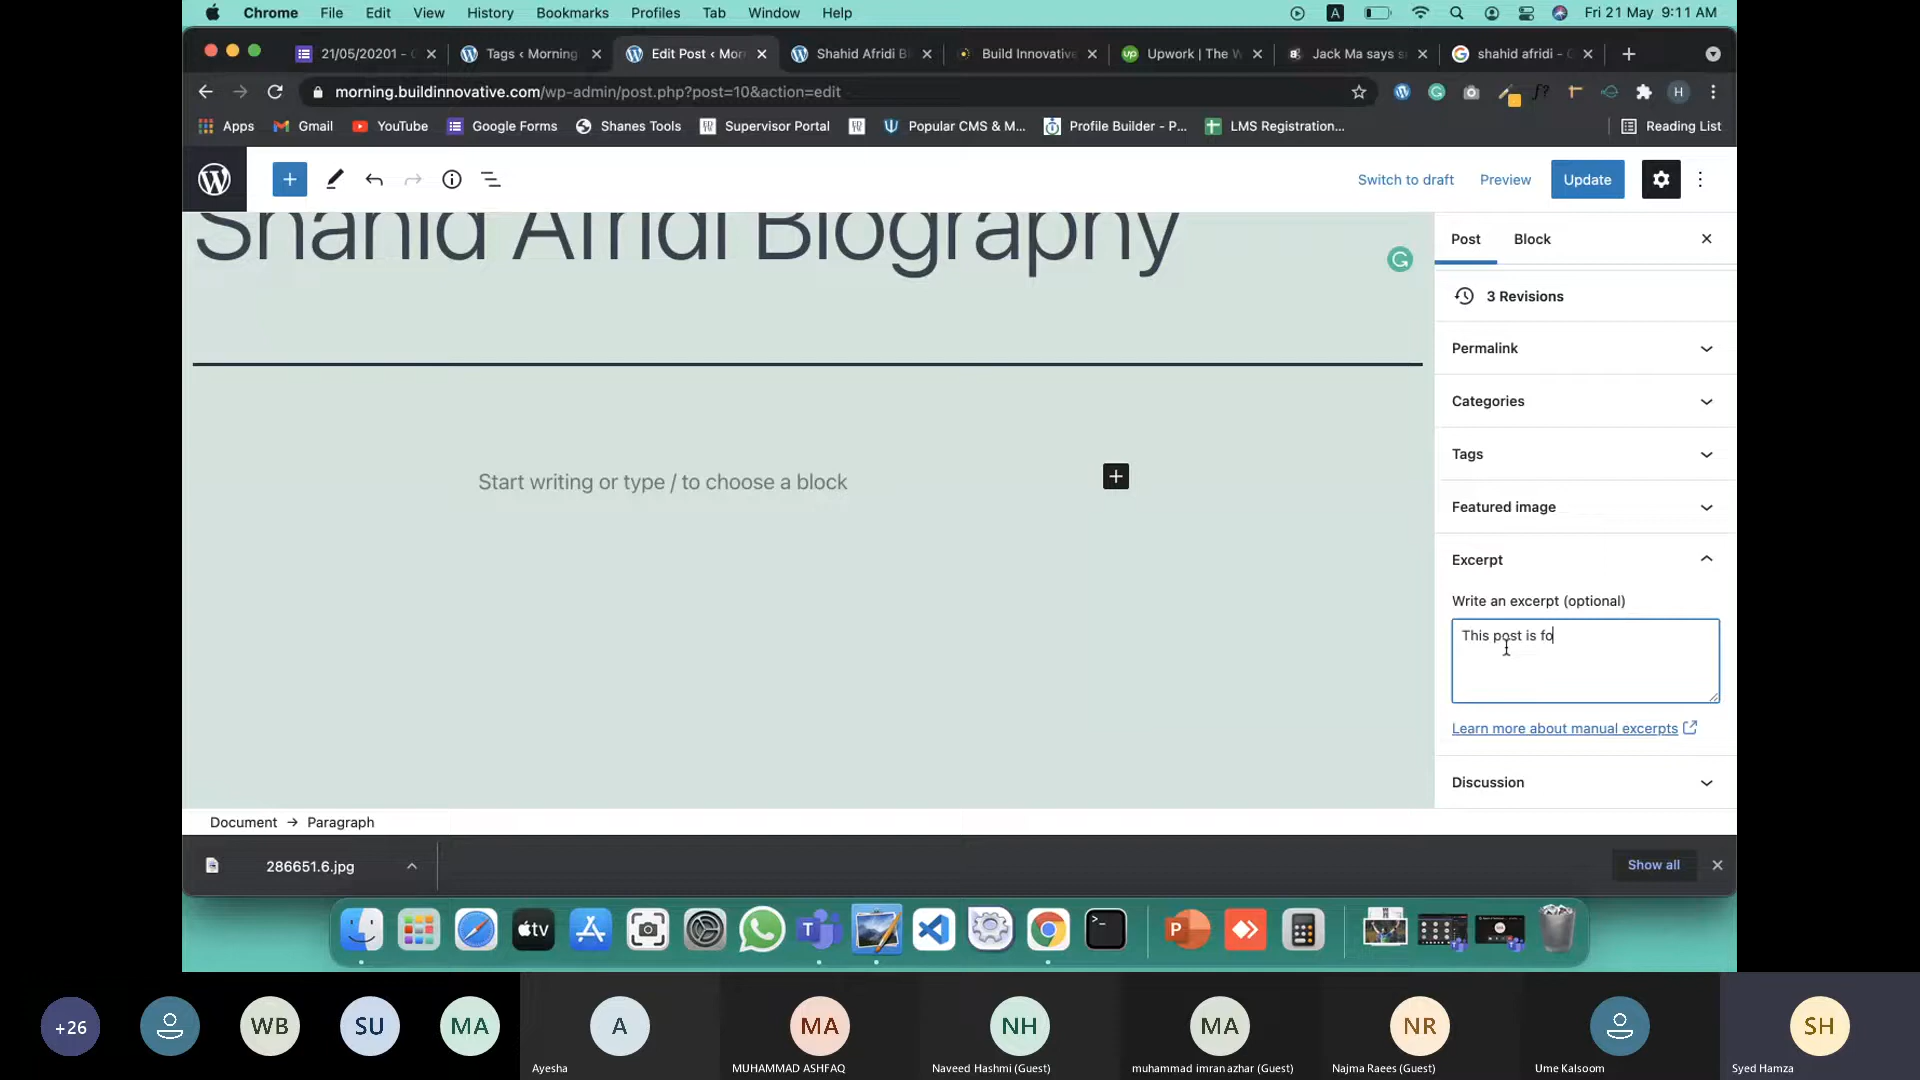 Chrome File Edit View History Bookmarks Profiles Tab Window Help A Fri 21 May 9:11 AM
21/05/20201 - Tags ‹ Morning Edit Post ‹ Mor Shahid Afridi B Build Innovative Upwork | The W Jack Ma says s shahid afridi -
morning.buildinnovative.com/wp-admin/post.php?post=10&action=edit H
Apps Gmail YouTube Google Forms Shanes Tools Supervisor Portal Popular CMS & M... Profile Builder - P... LMS Registration... Reading List
Switch to draft Preview Update
Shahid Afridi Biography
Post Block
3 Revisions
Permalink
Categories
Tags
Start writing or type / to choose a block
Featured image
Excerpt
Write an excerpt (optional)
This post is fo
Learn more about manual excerpts
Discussion
Document → Paragraph
286651.6.jpg Show all
tv
+26 WB SU MA A MA NH MA NR SH
Ayesha MUHAMMAD ASHFAQ Naveed Hashmi (Guest) muhammad imran azhar (Guest) Najma Raees (Guest) Ume Kalsoom Syed Hamza